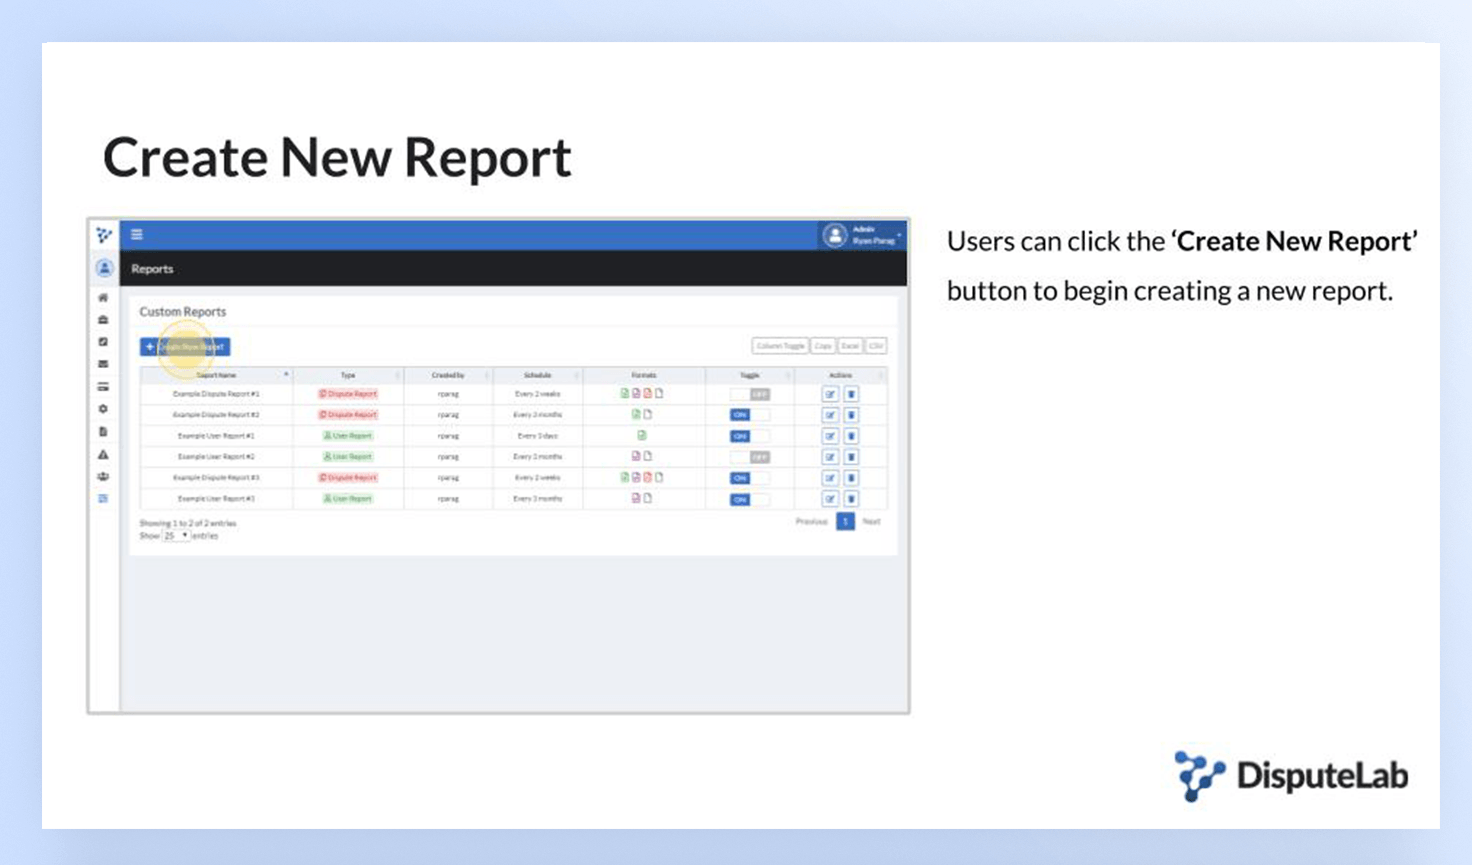 Create New Report
Users can click the ‘Create New Report’
button to begin creating a new report.
Admin
Ryan Parag
Reports
Custom Reports
+ Create New Report
Column Toggle Copy Excel CSV
Report Name Type Created by Schedule Formats Toggle Actions
Example Dispute Report #1 Dispute Report rparag Every 2 weeks OFF
Example Dispute Report #2 Dispute Report rparag Every 2 months ON
Example User Report #1 User Report rparag Every 3 days ON
Example User Report #2 User Report rparag Every 2 months OFF
Example Dispute Report #3 Dispute Report rparag Every 2 weeks ON
Example User Report #3 User Report rparag Every 3 months ON
Showing 1 to 2 of 2 entries
Previous 1 Next
Show 25 entries
DisputeLab